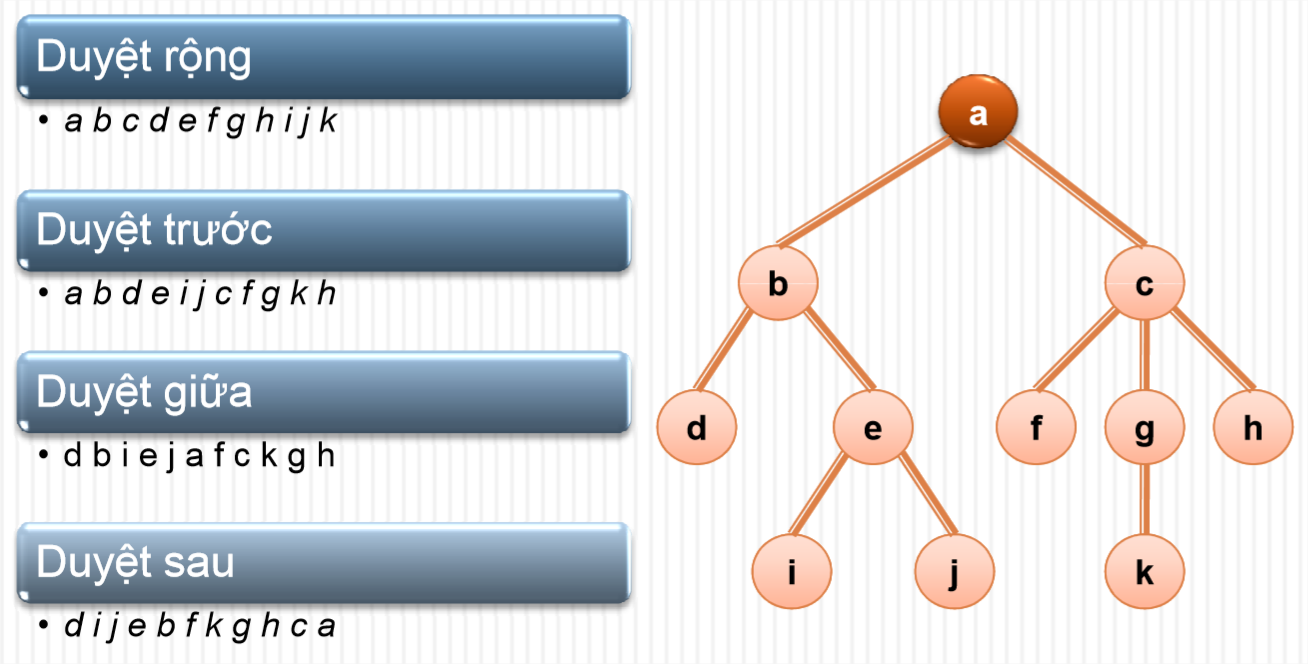 Duyệt rộng
• a b c d e f g h i j k
Duyệt trước
• a b d e i j c f g k h
Duyệt giữa
• d b i e j a f c k g h
Duyệt sau
• d i j e b f k g h c a
a
b c
d e f g h
i j k